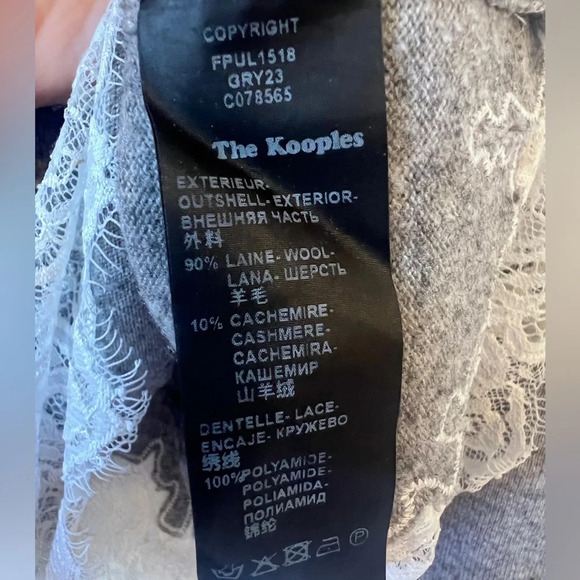 COPYRIGHT
FPUL1518
GRY23
C078565
The Kooples
EXTERIEUR-
OUTSHELL-EXTERIOR-
ВНЕШНЯЯ ЧАСТЬ
外料
90% LAINE-WOOL-
LANA-ШЕРСТЬ
羊毛
10% CACHEMIRE-
CASHMERE-
CACHEMIRA-
КАШЕМИР
山羊绒
DENTELLE-LACE-
ENCAJE-КРУЖЕВО
绣线
100%POLYAMIDE-
POLYAMIDE-
POLIAMIDA-
ПОЛИАМИД
锦纶